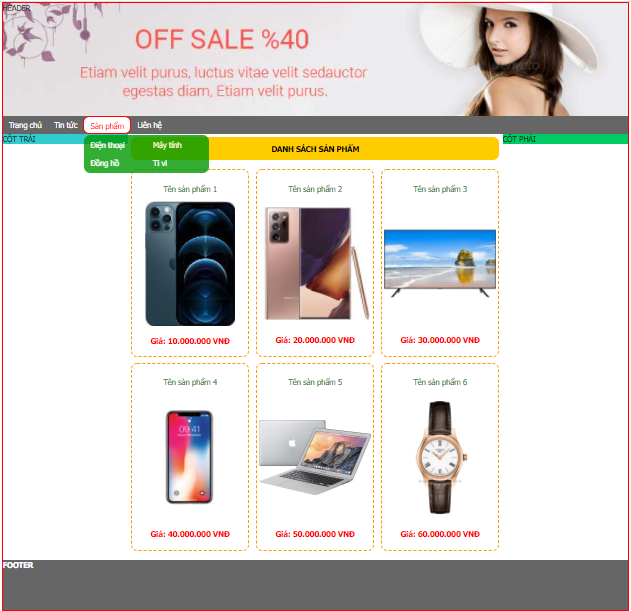 HEADER
OFF SALE %40
Etiam velit purus, luctus vitae velit seductor
egestas diam, Etiam velit purus.
Trang chủ Tin tức Sản phẩm Liên hệ
CỘT TRÁI
Điện thoại Máy tính
Đồng hồ Ti vi
DANH SÁCH SẢN PHẨM
CỘT PHẢI
Tên sản phẩm 1 Tên sản phẩm 2 Tên sản phẩm 3
Giá: 10.000.000 VNĐ Giá: 20.000.000 VNĐ Giá: 30.000.000 VNĐ
Tên sản phẩm 4 Tên sản phẩm 5 Tên sản phẩm 6
09:41
Giá: 40.000.000 VNĐ Giá: 50.000.000 VNĐ Giá: 60.000.000 VNĐ
FOOTER